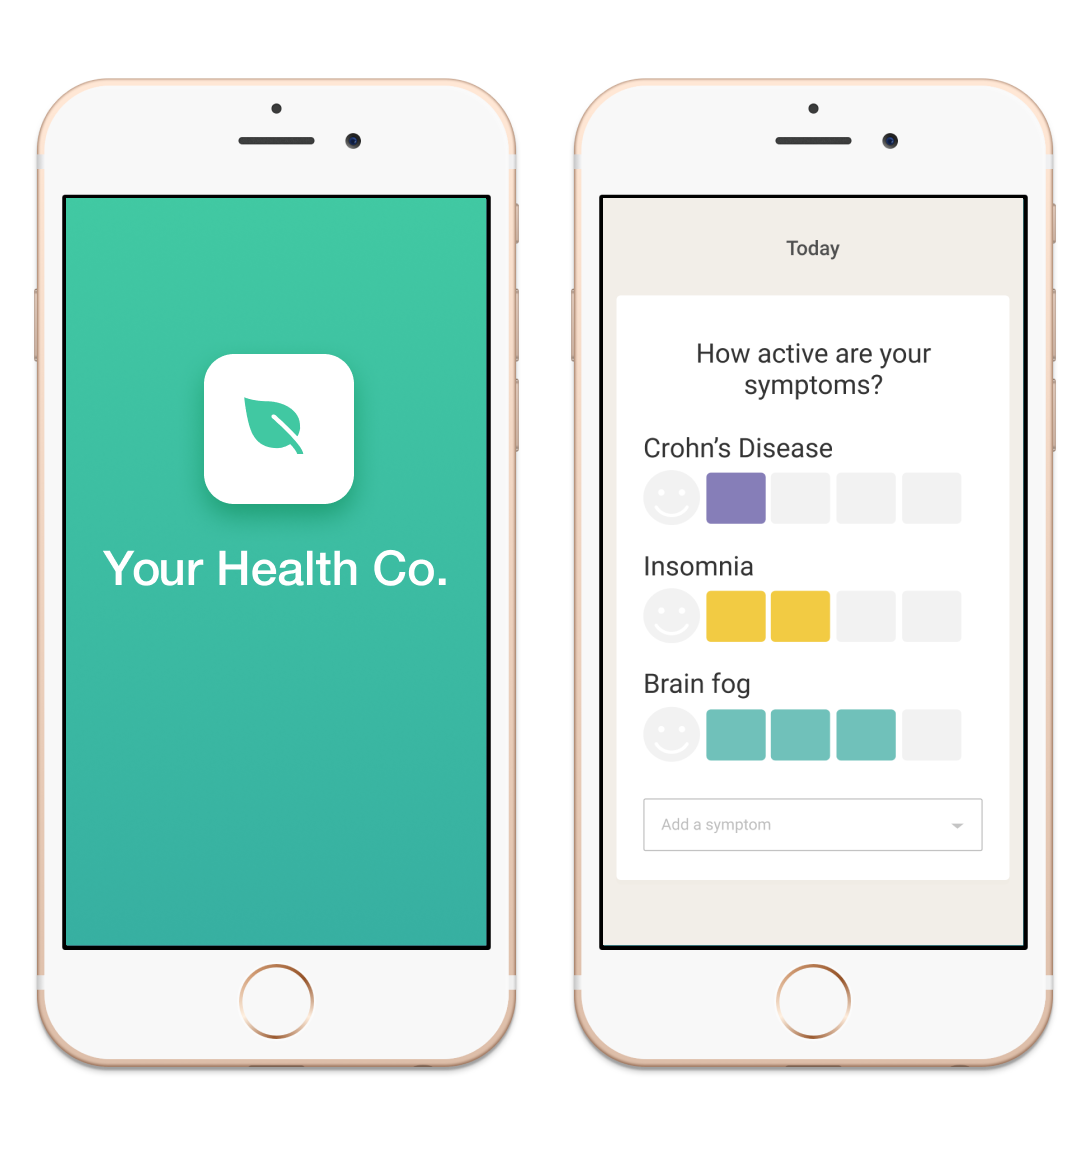 Your Health Co.
Today
How active are your
symptoms?
Crohn’s Disease
Insomnia
Brain fog
Add a symptom